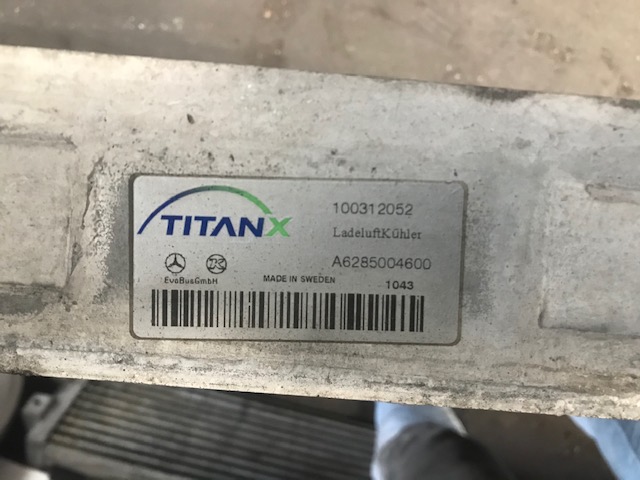 TITANX
100312052
LadeluftKühler
A6285004600
EvoBusGmbH
MADE IN SWEDEN
1043